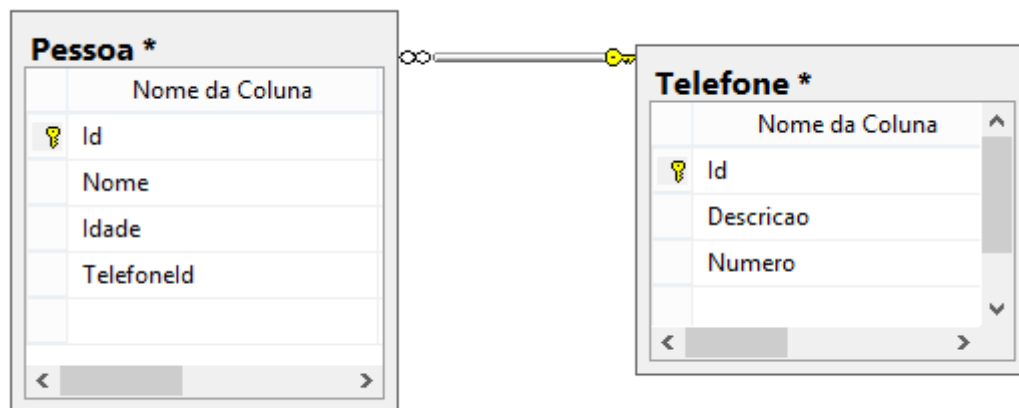 Pessoa *
Nome da Coluna
Id
Nome
Idade
TelefoneId
Telefone *
Nome da Coluna
Id
Descricao
Numero